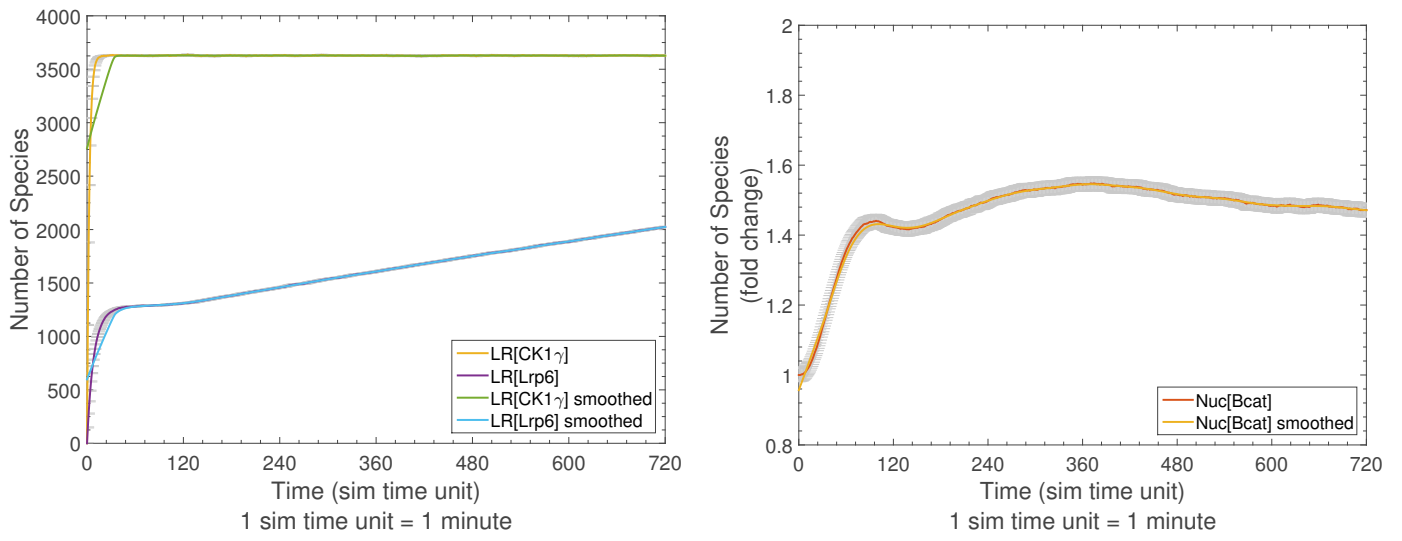 4000
3500
3000
2500
2000
1500
1000
500
0
Number of Species
LR[CK1γ]
LR[Lrp6]
LR[CK1γ] smoothed
LR[Lrp6] smoothed
0 120 240 360 480 600 720
Time (sim time unit)
1 sim time unit = 1 minute
2
1.8
1.6
1.4
1.2
1
0.8
Number of Species
(fold change)
Nuc[Bcat]
Nuc[Bcat] smoothed
0 120 240 360 480 600 720
Time (sim time unit)
1 sim time unit = 1 minute